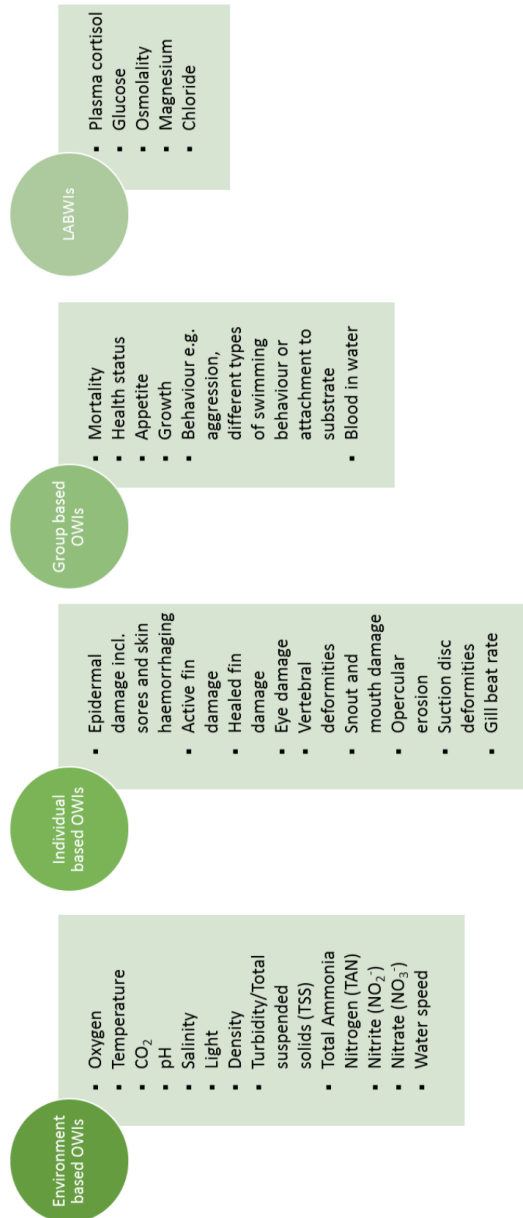 Environment
based OWIs
▪ Oxygen
▪ Temperature
▪ CO₂
▪ pH
▪ Salinity
▪ Light
▪ Density
▪ Turbidity/Total
suspended
solids (TSS)
▪ Total Ammonia
Nitrogen (TAN)
▪ Nitrite (NO₂⁻)
▪ Nitrate (NO₃⁻)
▪ Water speed
Individual
based OWIs
▪ Epidermal
damage incl.
sores and skin
haemorrhaging
▪ Active fin
damage
▪ Healed fin
damage
▪ Eye damage
▪ Vertebral
deformities
▪ Snout and
mouth damage
▪ Opercular
erosion
▪ Suction disc
deformities
▪ Gill beat rate
Group based
OWIs
▪ Mortality
▪ Health status
▪ Appetite
▪ Growth
▪ Behaviour e.g.
aggression,
different types
of swimming
behaviour or
attachment to
substrate
▪ Blood in water
LABWIs
▪ Plasma cortisol
▪ Glucose
▪ Osmolality
▪ Magnesium
▪ Chloride